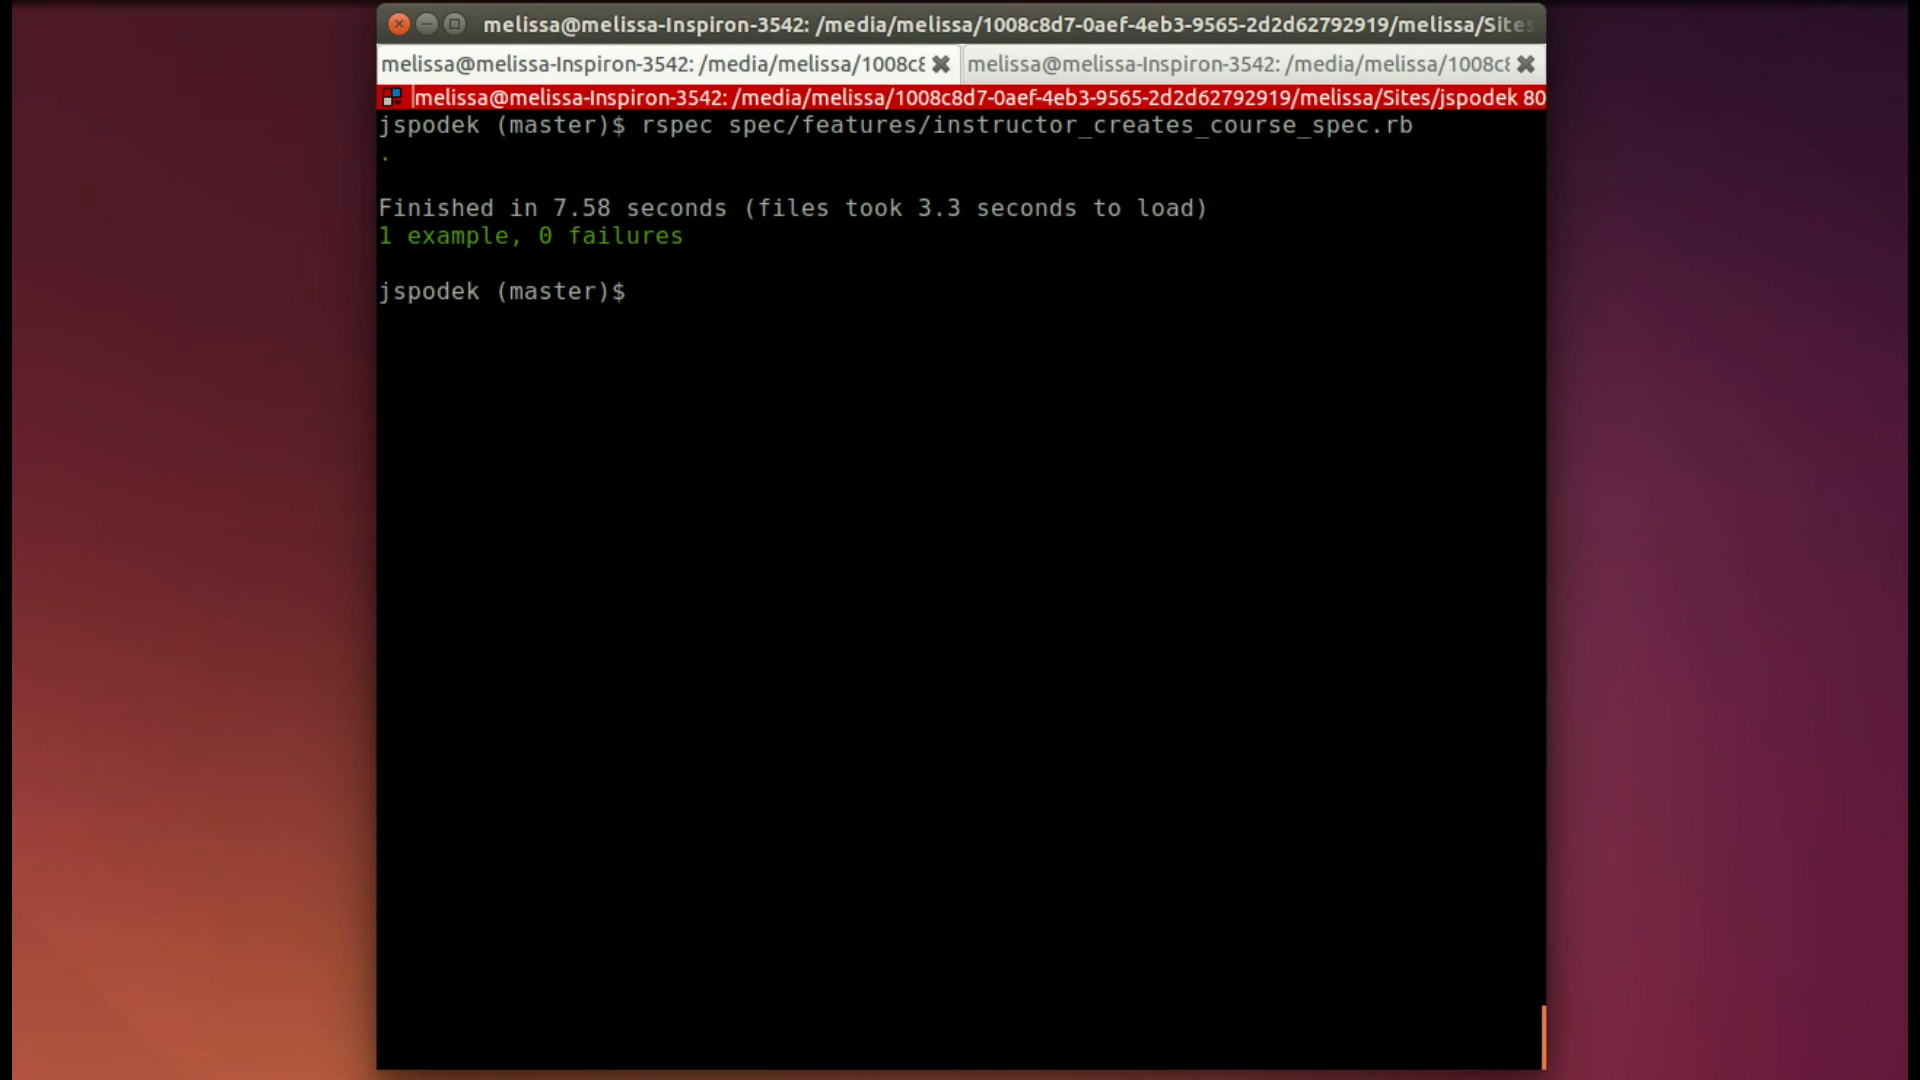 melissa@melissa-Inspiron-3542: /media/melissa/1008c8d7-0aef-4eb3-9565-2d2d62792919/melissa/Sites
melissa@melissa-Inspiron-3542: /media/melissa/1008c8 melissa@melissa-Inspiron-3542: /media/melissa/1008c8
melissa@melissa-Inspiron-3542: /media/melissa/1008c8d7-0aef-4eb3-9565-2d2d62792919/melissa/Sites/jspodek 80
jspodek (master)$ rspec spec/features/instructor_creates_course_spec.rb
.
Finished in 7.58 seconds (files took 3.3 seconds to load)
1 example, 0 failures
jspodek (master)$